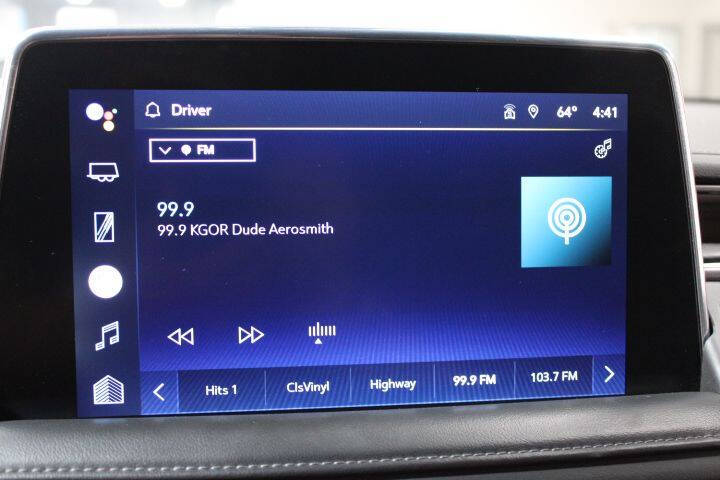 Driver
64° 4:41
FM
99.9
99.9 KGOR Dude Aerosmith
Hits 1
ClsVinyl
Highway
99.9 FM
103.7 FM